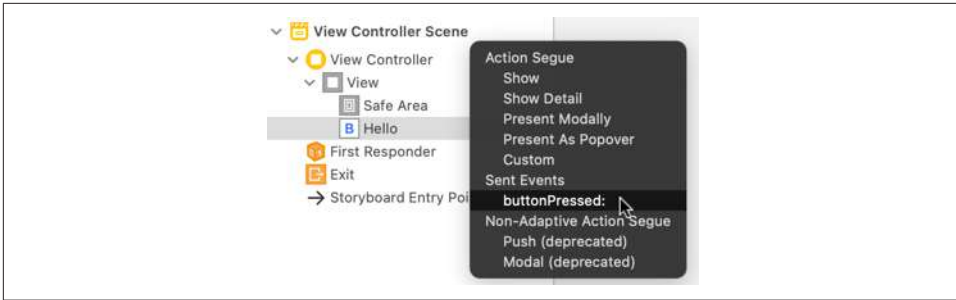 View Controller Scene
View Controller
View
Safe Area
B Hello
First Responder
Exit
Storyboard Entry Poi
Action Segue
Show
Show Detail
Present Modally
Present As Popover
Custom
Sent Events
buttonPressed:
Non-Adaptive Action Segue
Push (deprecated)
Modal (deprecated)